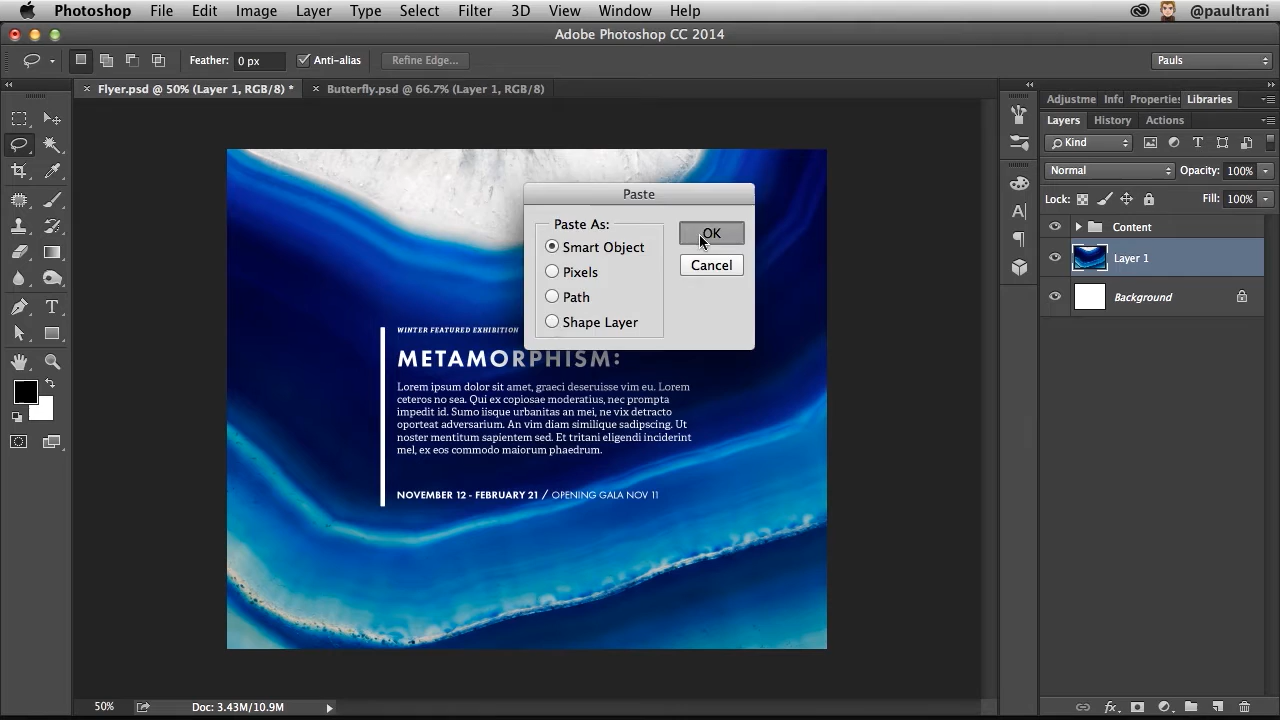 Photoshop File Edit Image Layer Type Select Filter 3D View Window Help @paultrani
Adobe Photoshop CC 2014
Feather: 0 px Anti-alias Refine Edge... Pauls
Flyer.psd @ 50% (Layer 1, RGB/8) * Butterfly.psd @ 66.7% (Layer 1, RGB/8)
Adjustme Info Properties Libraries
Layers History Actions
Kind
Normal Opacity: 100%
Lock: Fill: 100%
Content
Layer 1
Background
Paste
Paste As:
Smart Object
Pixels
Path
Shape Layer
OK
Cancel
WINTER FEATURED EXHIBITION
METAMORPHISM:
Lorem ipsum dolor sit amet, graeci deseruisse vim eu. Lorem
ceteros no sea. Qui ex copiosae moderatius, nec prompta
impedit id. Sumo iisque urbanitas an mei, ne vix detracto
oporteat adversarium. An vim diam similique sadipscing. Ut
noster mentitum sapientem sed. Et tritani eligendi inciderint
mel, ex eos commodo maiorum phaedrum.
NOVEMBER 12 - FEBRUARY 21 / OPENING GALA NOV 11
50% Doc: 3.43M/10.9M